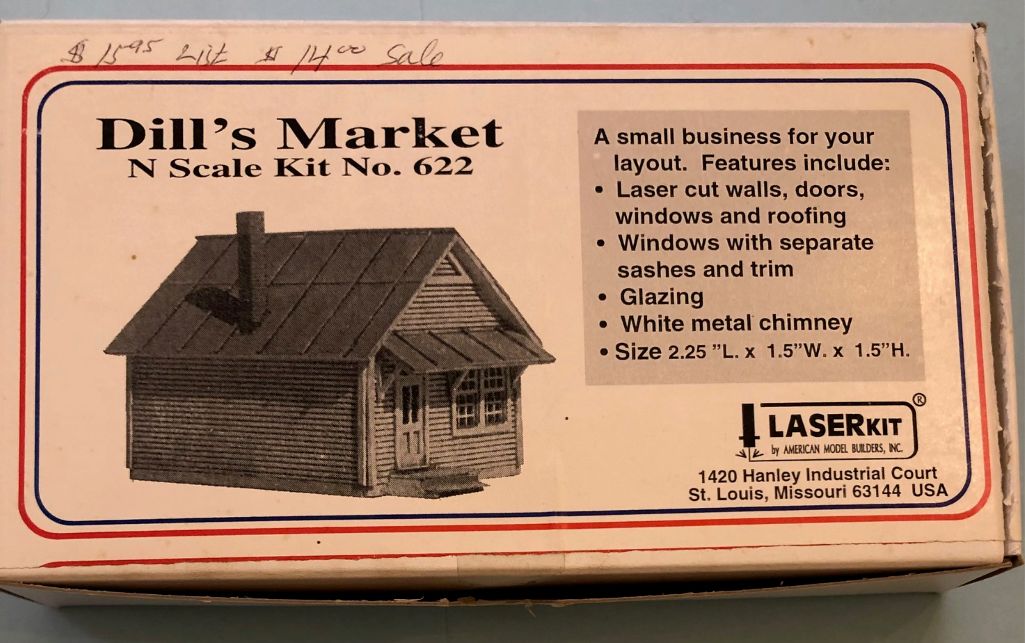 $ 15.95 List $ 14.00 Sale
Dill's Market
N Scale Kit No. 622
A small business for your
layout. Features include:
• Laser cut walls, doors,
windows and roofing
• Windows with separate
sashes and trim
• Glazing
• White metal chimney
• Size 2.25 ”L. x 1.5”W. x 1.5”H.
LASERKIT®
by AMERICAN MODEL BUILDERS, INC.
1420 Hanley Industrial Court
St. Louis, Missouri 63144 USA